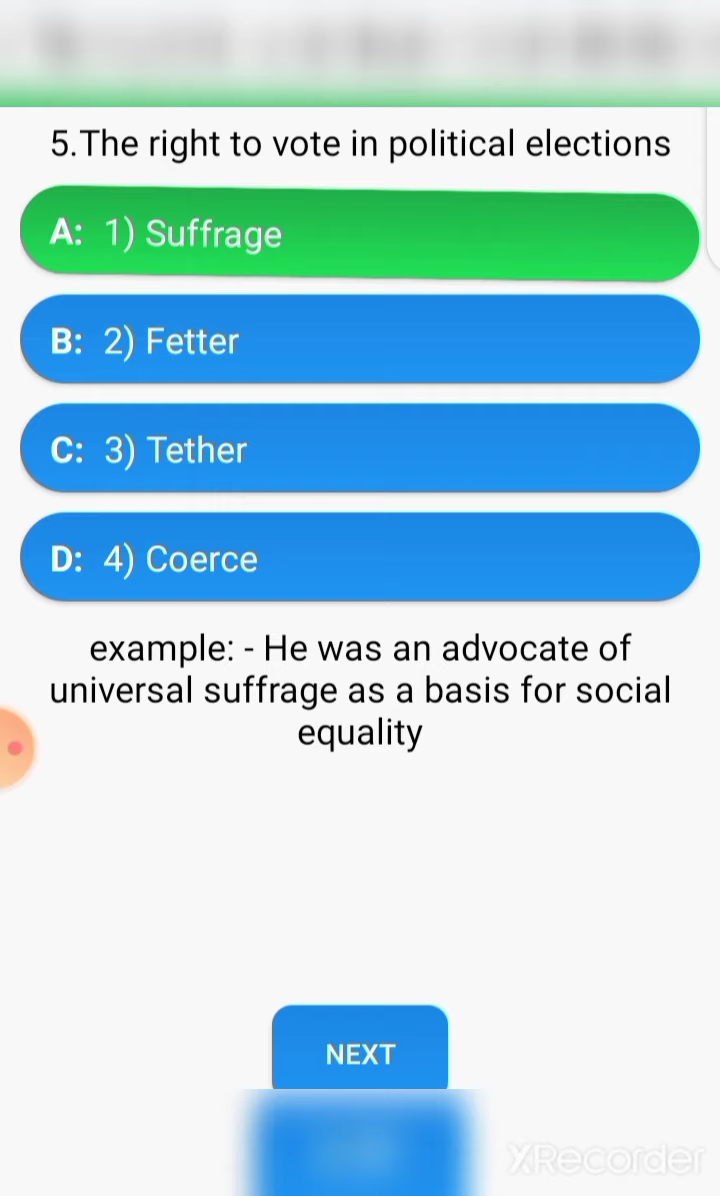 5.The right to vote in political elections
A: 1) Suffrage
B: 2) Fetter
C: 3) Tether
D: 4) Coerce
example: - He was an advocate of
universal suffrage as a basis for social
equality
NEXT
XRecorder